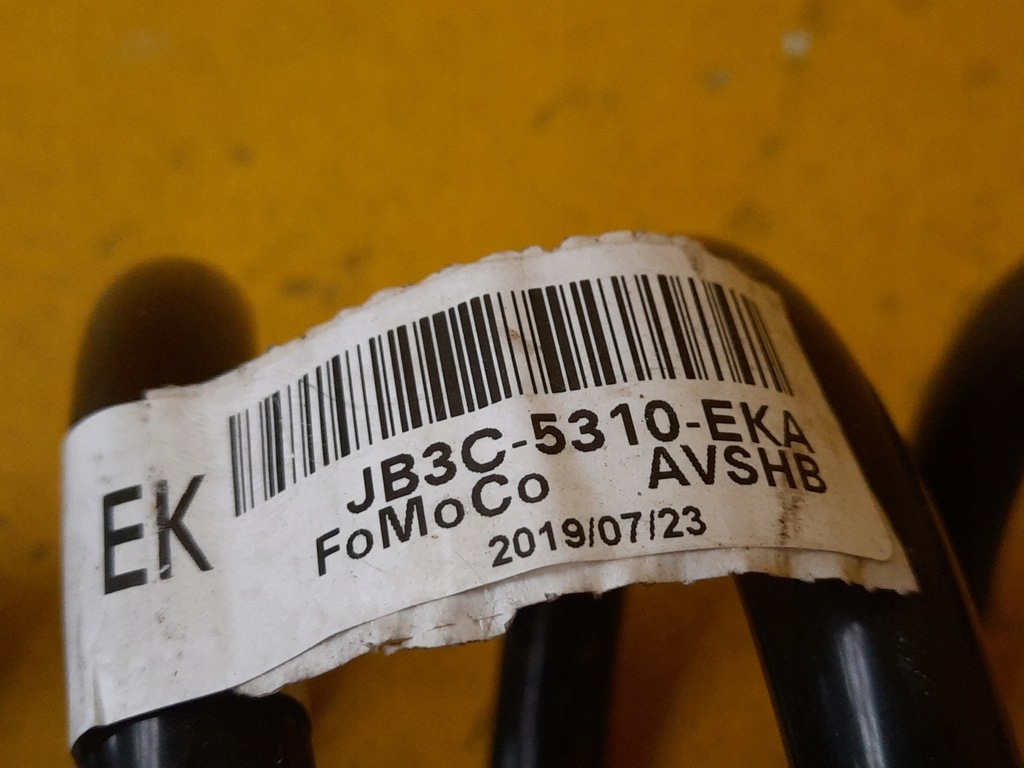 EK
JB3C-5310-EKA
FoMoCo AVSHB
2019/07/23